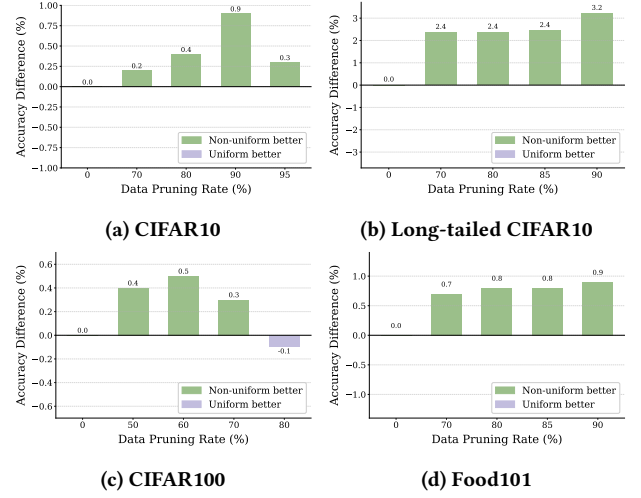 Accuracy Difference (%)
1.00
0.75
0.50
0.25
0.00
−0.25
−0.50
−0.75
−1.00
0.0
0.2
0.4
0.9
0.3
Non-uniform better
Uniform better
0 70 80 90 95
Data Pruning Rate (%)
(a) CIFAR10
Accuracy Difference (%)
3
2
1
0
−1
−2
−3
0.0
2.4
2.4
2.4
3.2
Non-uniform better
Uniform better
0 70 80 85 90
Data Pruning Rate (%)
(b) Long-tailed CIFAR10
Accuracy Difference (%)
0.6
0.4
0.2
0.0
−0.2
−0.4
−0.6
0.0
0.4
0.5
0.3
-0.1
Non-uniform better
Uniform better
0 50 60 70 80
Data Pruning Rate (%)
(c) CIFAR100
Accuracy Difference (%)
1.0
0.5
0.0
−0.5
−1.0
0.0
0.7
0.8
0.8
0.9
Non-uniform better
Uniform better
0 70 80 85 90
Data Pruning Rate (%)
(d) Food101